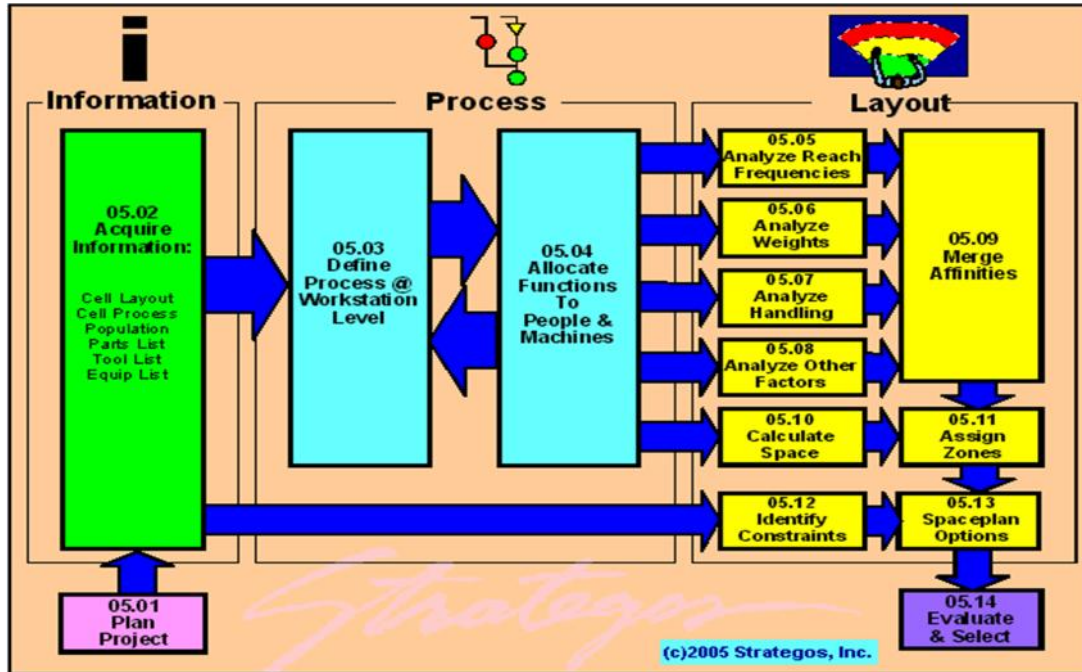 i
Information
Process
Layout
05.02
Acquire
Information:
Cell Layout
Cell Process
Population
Parts List
Tool List
Equip List
05.03
Define
Process @
Workstation
Level
05.04
Allocate
Functions
To
People &
Machines
05.05
Analyze Reach
Frequencies
05.06
Analyze
Weights
05.07
Analyze
Handling
05.08
Analyze Other
Factors
05.09
Merge
Affinities
05.10
Calculate
Space
05.11
Assign
Zones
05.12
Identify
Constraints
05.13
Spaceplan
Options
05.01
Plan
Project
05.14
Evaluate
& Select
Strategos
(c)2005 Strategos, Inc.